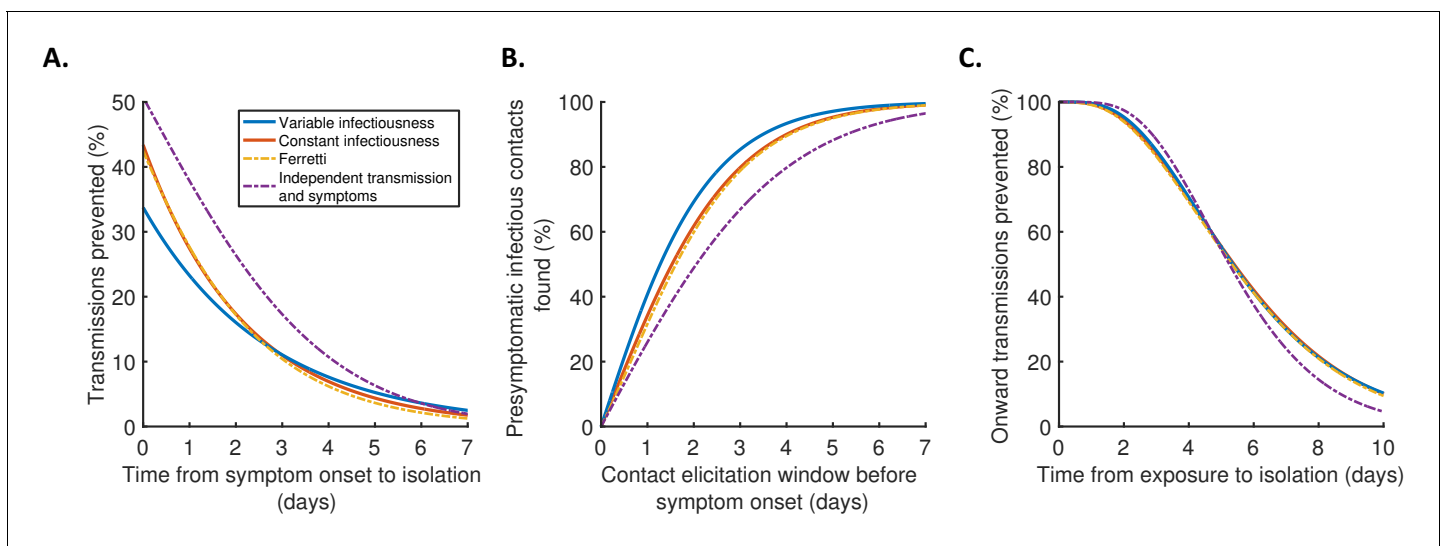 A.
Transmissions prevented (%)
50
40
30
20
10
0
0 1 2 3 4 5 6 7
Time from symptom onset to isolation
(days)
Variable infectiousness
Constant infectiousness
Ferretti
Independent transmission
and symptoms
B.
Presymptomatic infectious contacts
found (%)
100
80
60
40
20
0
0 1 2 3 4 5 6 7
Contact elicitation window before
symptom onset (days)
C.
Onward transmissions prevented (%)
100
80
60
40
20
0
0 2 4 6 8 10
Time from exposure to isolation (days)